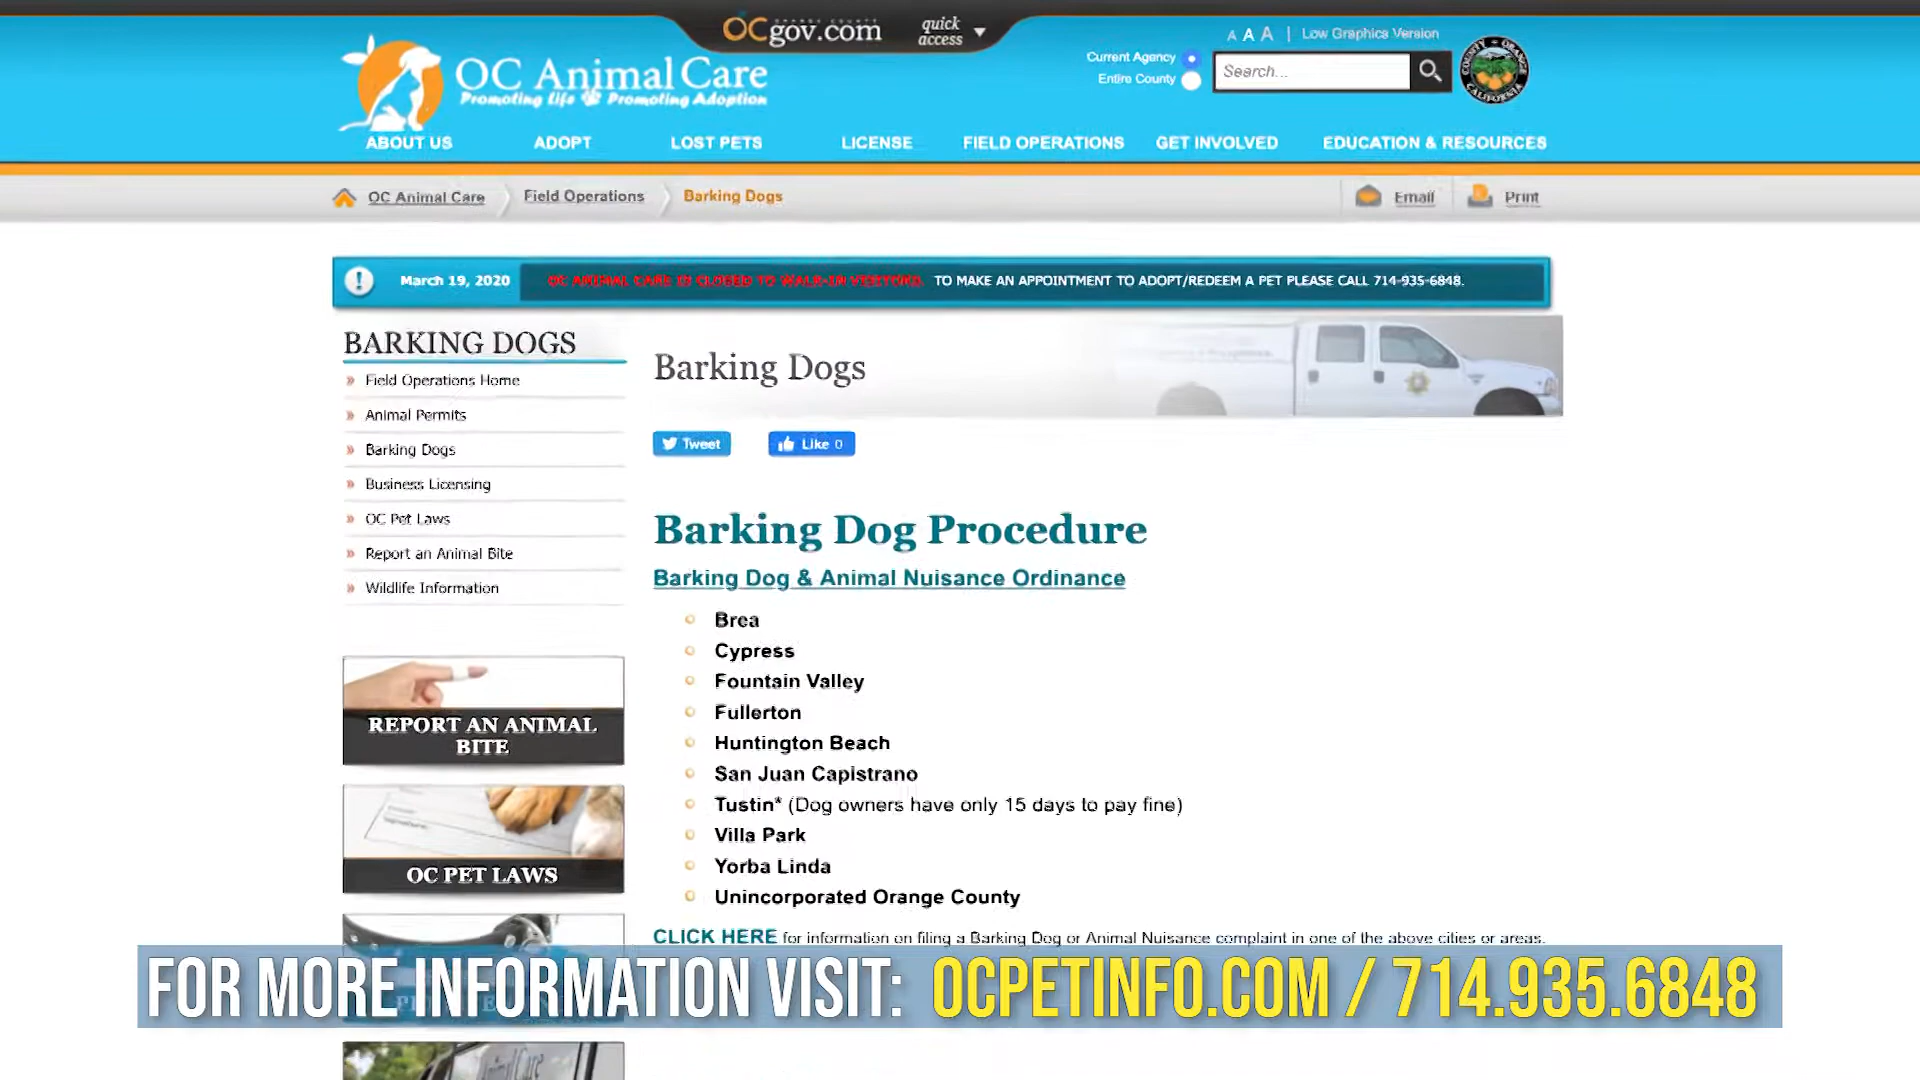 OCgov.com
quick access
A A A | Low Graphics Version
OC Animal Care
Promoting Life Promoting Adoption
Current Agency
Entire County
Search...
COUNTY OF ORANGE CALIFORNIA
ABOUT US ADOPT LOST PETS LICENSE FIELD OPERATIONS GET INVOLVED EDUCATION & RESOURCES
OC Animal Care Field Operations Barking Dogs Email Print
March 19, 2020 OC ANIMAL CARE IS CLOSED TO WALK-IN VISITORS. TO MAKE AN APPOINTMENT TO ADOPT/REDEEM A PET PLEASE CALL 714-935-6848.
BARKING DOGS
Field Operations Home
Animal Permits
Barking Dogs
Business Licensing
OC Pet Laws
Report an Animal Bite
Wildlife Information
REPORT AN ANIMAL
BITE
OC PET LAWS
Barking Dogs
Tweet Like 0
Barking Dog Procedure
Barking Dog & Animal Nuisance Ordinance
Brea
Cypress
Fountain Valley
Fullerton
Huntington Beach
San Juan Capistrano
Tustin* (Dog owners have only 15 days to pay fine)
Villa Park
Yorba Linda
Unincorporated Orange County
CLICK HERE for information on filing a Barking Dog or Animal Nuisance complaint in one of the above cities or areas.
FOR MORE INFORMATION VISIT: OCPETINFO.COM / 714.935.6848
Animal Care